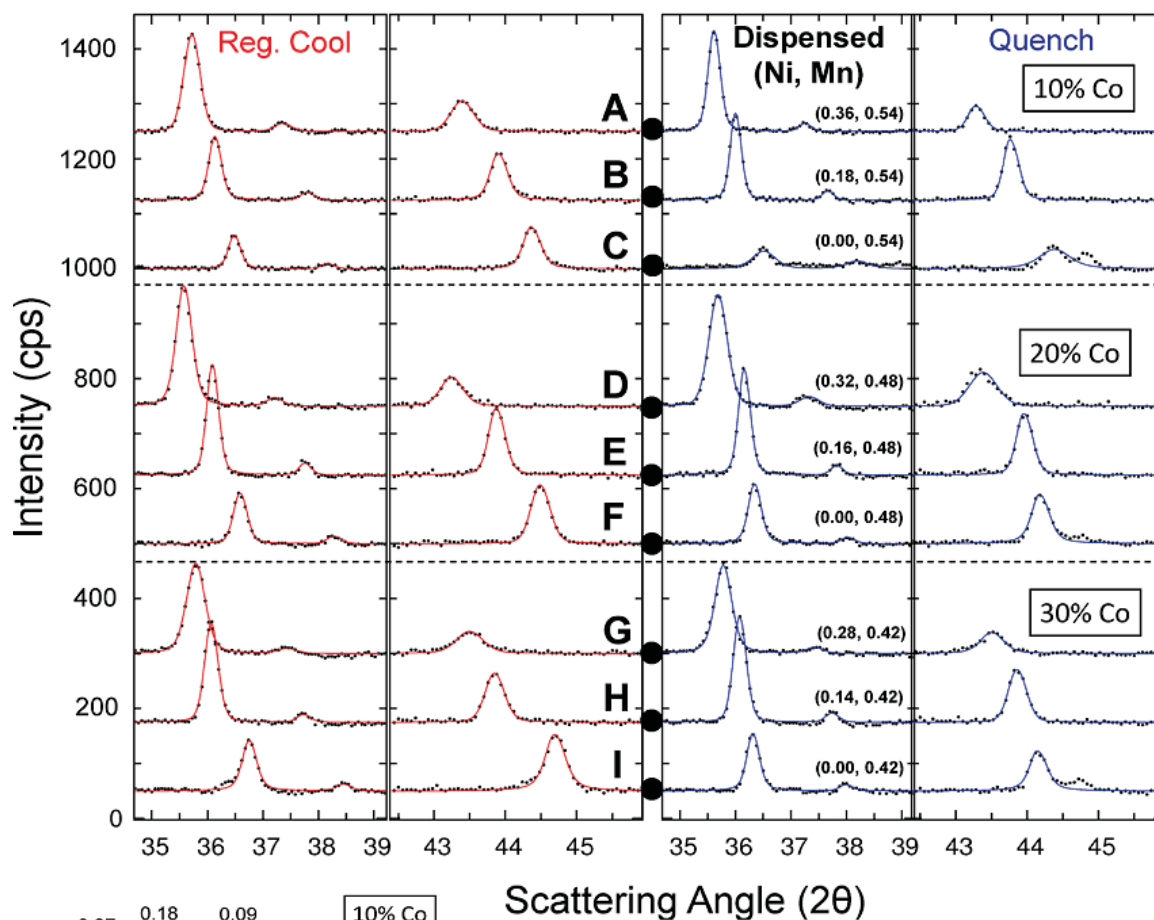 Reg. Cool
Dispensed
(Ni, Mn)
Quench
10% Co
1400
1200
1000
800
600
400
200
0
Intensity (cps)
A
(0.36, 0.54)
B
(0.18, 0.54)
C
(0.00, 0.54)
20% Co
D
(0.32, 0.48)
E
(0.16, 0.48)
F
(0.00, 0.48)
30% Co
G
(0.28, 0.42)
H
(0.14, 0.42)
I
(0.00, 0.42)
35 36 37 38 39 43 44 45 35 36 37 38 39 43 44 45
Scattering Angle (2θ)
0.18 0.09
10% Co